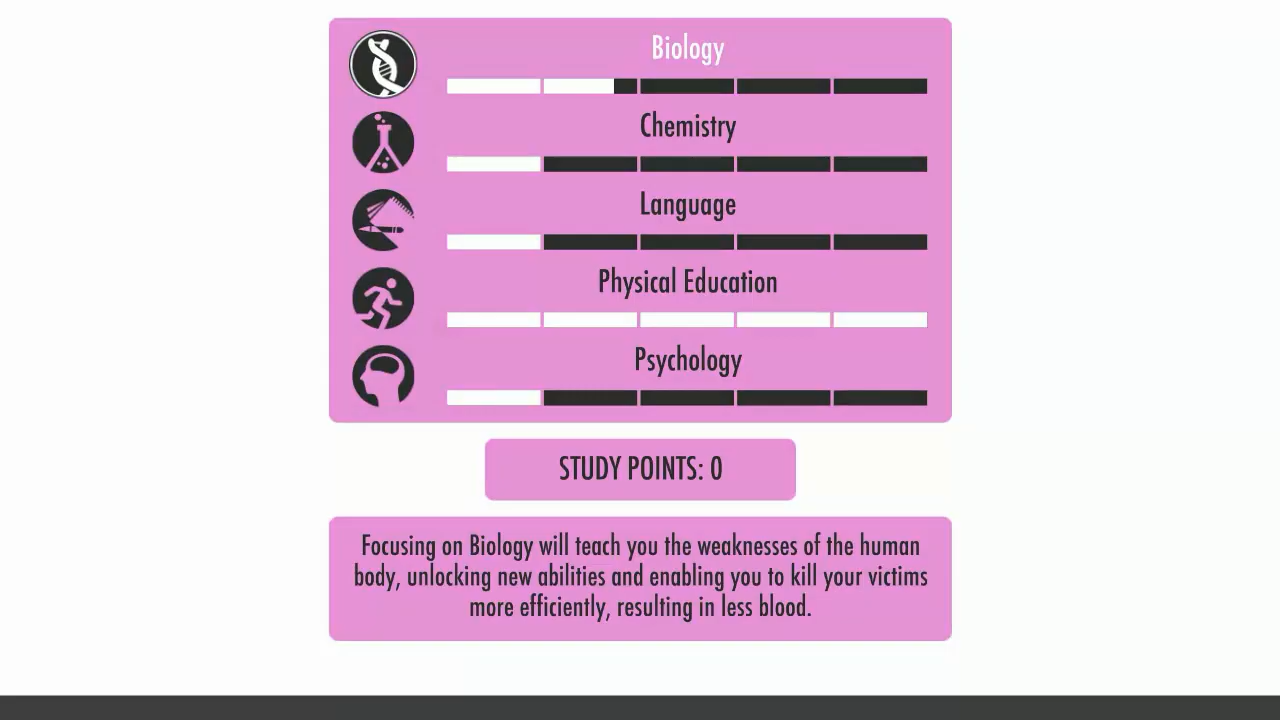 Biology
Chemistry
Language
Physical Education
Psychology
STUDY POINTS: 0
Focusing on Biology will teach you the weaknesses of the human
body, unlocking new abilities and enabling you to kill your victims
more efficiently, resulting in less blood.